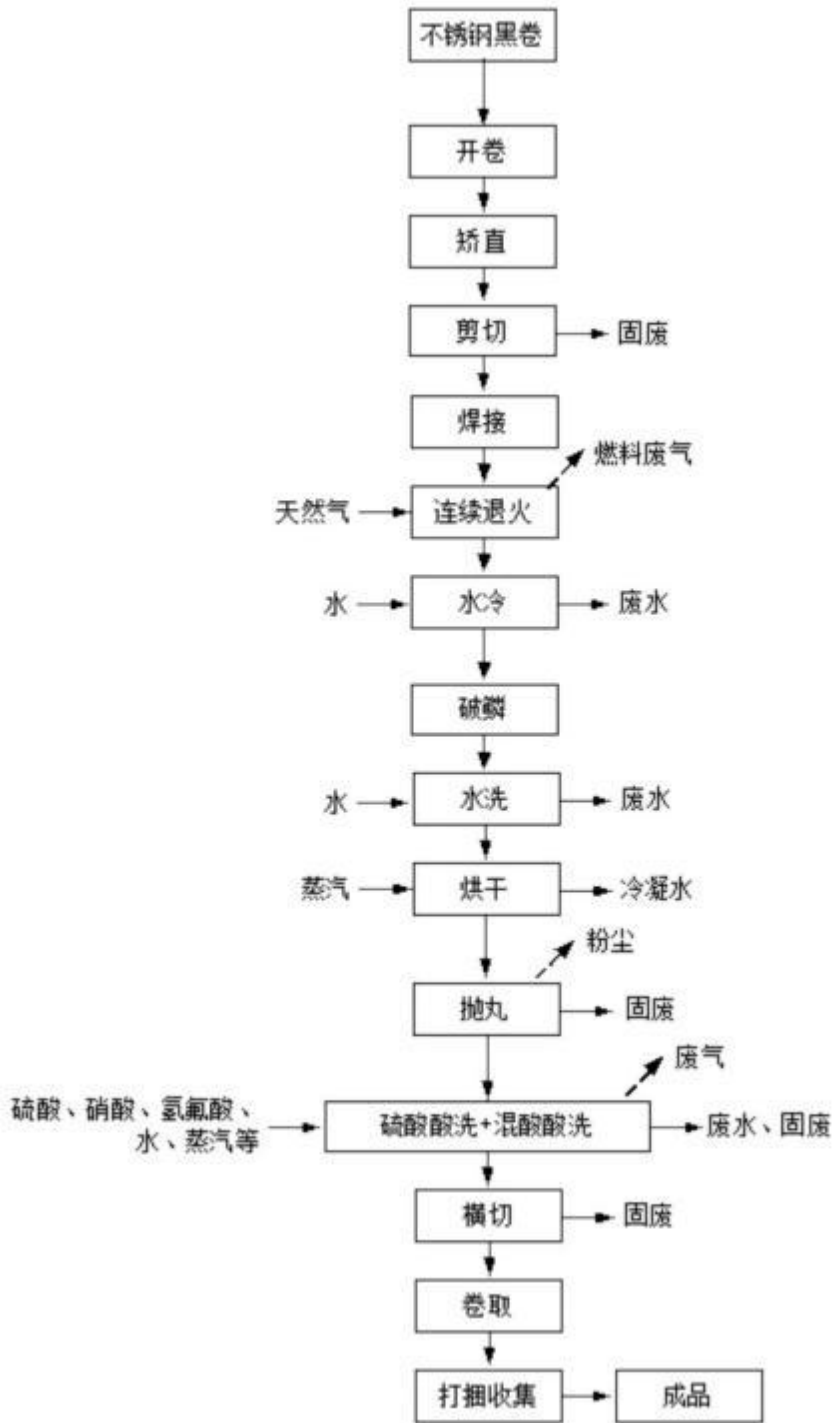 不锈钢黑卷
开卷
矫直
剪切
固废
焊接
燃料废气
天然气
连续退火
水
水冷
废水
破鳞
水
水洗
废水
蒸汽
烘干
冷凝水
粉尘
抛丸
固废
废气
硫酸、硝酸、氢氟酸、
水、蒸汽等
硫酸酸洗+混酸酸洗
废水、固废
横切
固废
卷取
打捆收集
成品